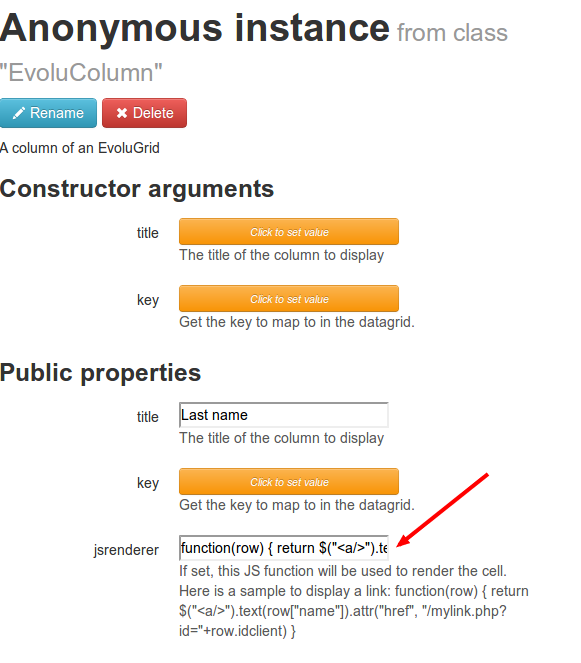 Anonymous instance from class
"EvoluColumn"
Rename Delete
A column of an EvoluGrid
Constructor arguments
title Click to set value
The title of the column to display
key Click to set value
Get the key to map to in the datagrid.
Public properties
title Last name
The title of the column to display
key Click to set value
Get the key to map to in the datagrid.
jsrenderer function(row) { return $("<a/>").te
If set, this JS function will be used to render the cell.
Here is a sample to display a link: function(row) { return
$("<a/>").text(row["name"]).attr("href", "/mylink.php?
id="+row.idclient) }